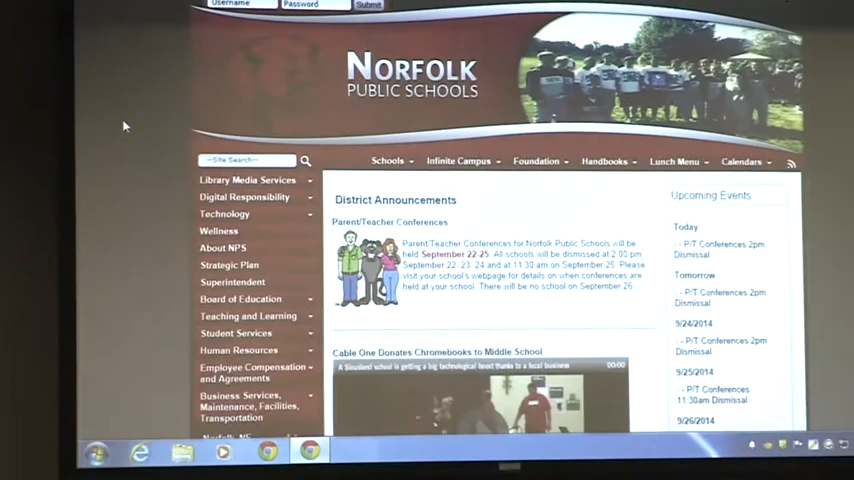 Username
Password
Submit
NORFOLK
PUBLIC SCHOOLS
--Site Search--
Schools
Infinite Campus
Foundation
Handbooks
Lunch Menu
Calendars
Library Media Services
Digital Responsibility
Technology
Wellness
About NPS
Strategic Plan
Superintendent
Board of Education
Teaching and Learning
Student Services
Human Resources
Employee Compensation
and Agreements
Business Services,
Maintenance, Facilities,
Transportation
Norfolk, NE
District Announcements
Parent/Teacher Conferences
Parent/Teacher Conferences for Norfolk Public Schools will be
held September 22-25. All schools will be dismissed at 2:00 pm
September 22, 23, 24 and at 11:30 am on September 25. Please
visit your school's webpage for details on when conferences are
held at your school. There will be no school on September 26.
Cable One Donates Chromebooks to Middle School
A Siouxland school is getting a big technological boost thanks to a local business
00:00
Upcoming Events
Today
- P/T Conferences 2pm
Dismissal
Tomorrow
- P/T Conferences 2pm
Dismissal
9/24/2014
- P/T Conferences 2pm
Dismissal
9/25/2014
- P/T Conferences
11:30am Dismissal
9/26/2014